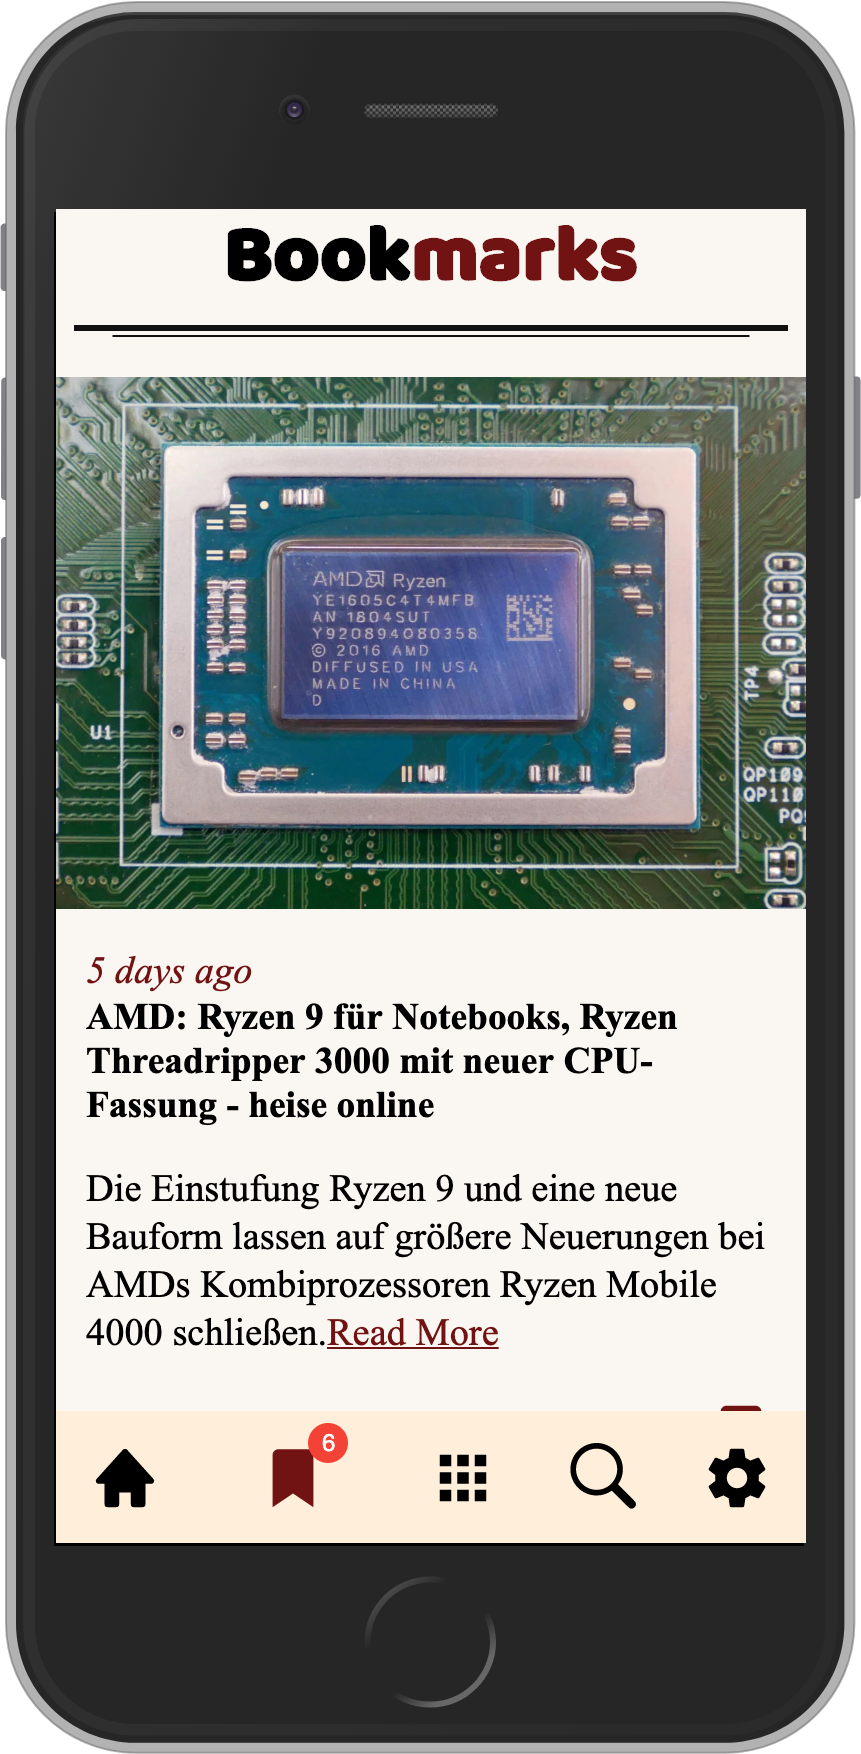 Bookmarks
AMD Ryzen
YE1605C4T4MFB
AN 1804SUT
Y920894O80358
© 2016 AMD
DIFFUSED IN USA
MADE IN CHINA
D
U1
TP4
QP109
QP110
PQ
5 days ago
AMD: Ryzen 9 für Notebooks, Ryzen
Threadripper 3000 mit neuer CPU-
Fassung - heise online
Die Einstufung Ryzen 9 und eine neue
Bauform lassen auf größere Neuerungen bei
AMDs Kombiprozessoren Ryzen Mobile
4000 schließen.Read More
6